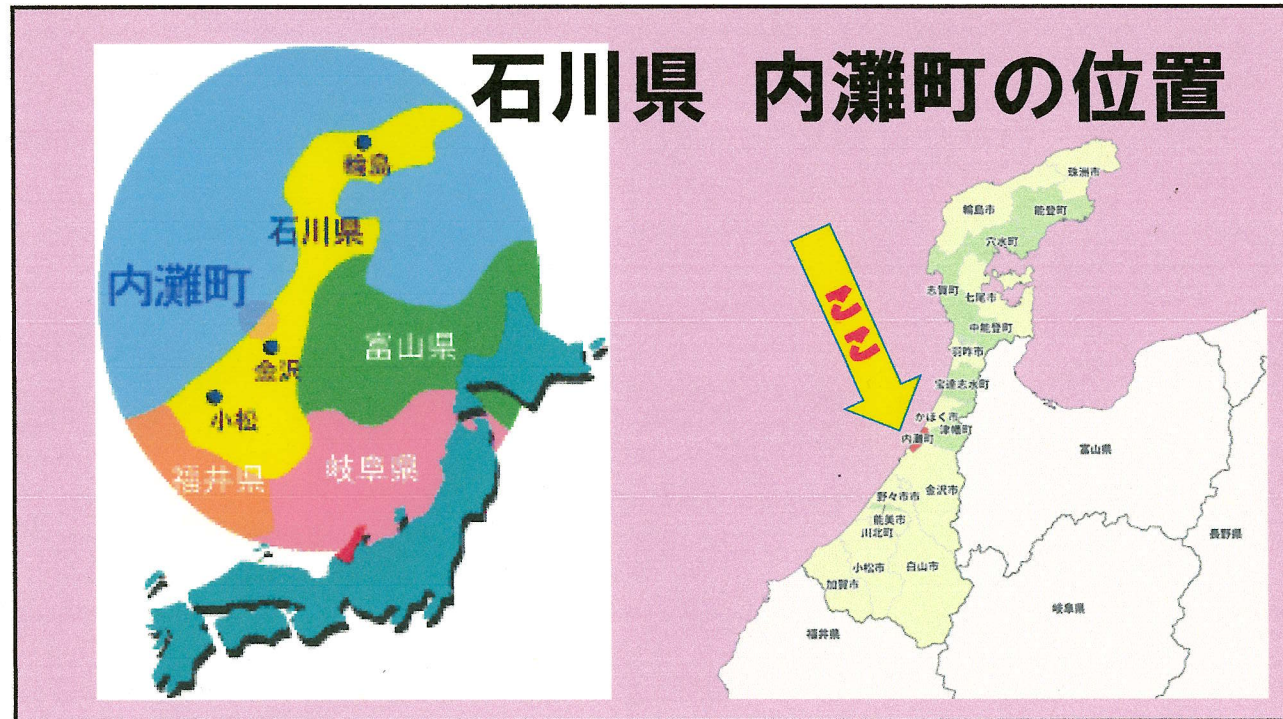 石川県 内灘町の位置
輪島
石川県
内灘町
富山県
金沢
小松
福井県
岐阜県
珠洲市
輪島市
能登町
穴水町
志賀町
七尾市
中能登町
羽咋市
宝達志水町
かほく市
津幡町
内灘町
富山県
金沢市
野々市市
能美市
川北町
長野県
小松市
白山市
加賀市
岐阜県
福井県